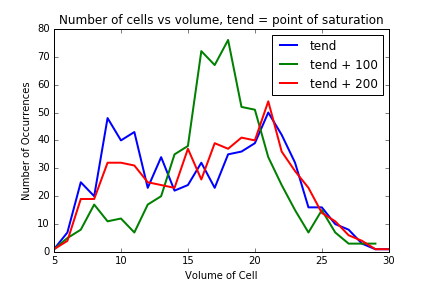 Number of cells vs volume, tend = point of saturation
80
70
60
50
40
30
20
10
0
Number of Occurrences
tend
tend + 100
tend + 200
5
10
15
20
25
30
Volume of Cell